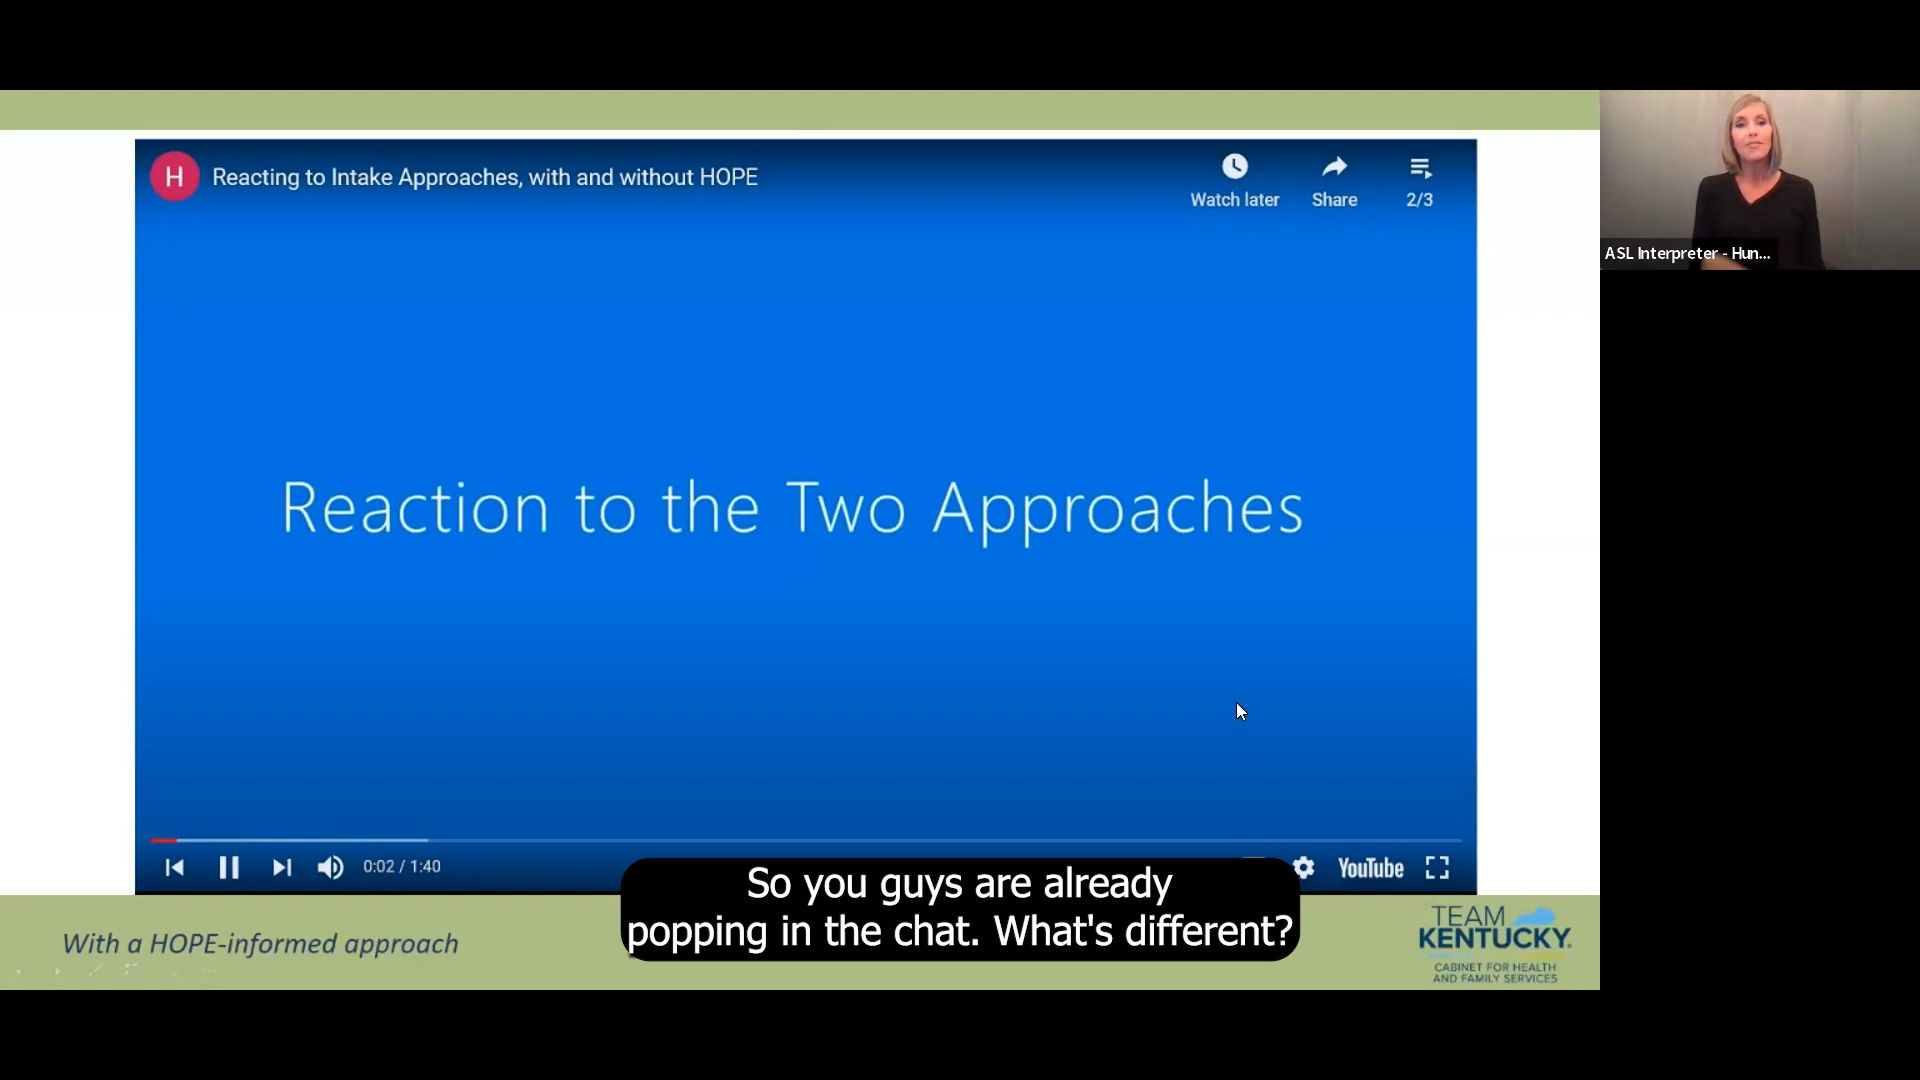 H
Reacting to Intake Approaches, with and without HOPE
Watch later
Share
2/3
ASL Interpreter - Hun...
Reaction to the Two Approaches
0:02 / 1:40
YouTube
So you guys are already
popping in the chat. What's different?
With a HOPE-informed approach
TEAM
KENTUCKY
CABINET FOR HEALTH
AND FAMILY SERVICES